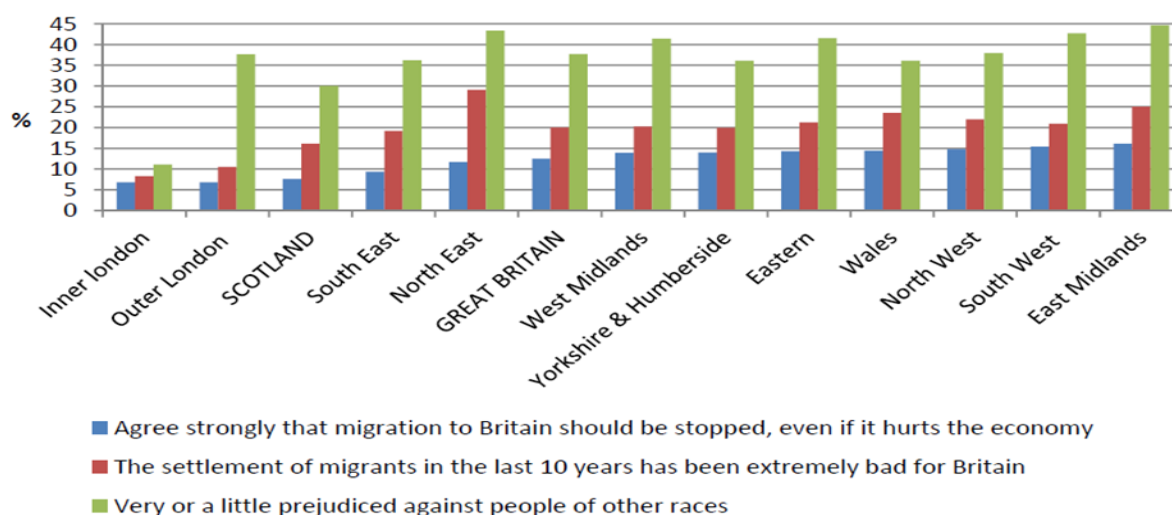 45
40
35
30
25
20
15
10
5
0
%
Inner london
Outer London
SCOTLAND
South East
North East
GREAT BRITAIN
West Midlands
Yorkshire & Humberside
Eastern
Wales
North West
South West
East Midlands
Agree strongly that migration to Britain should be stopped, even if it hurts the economy
The settlement of migrants in the last 10 years has been extremely bad for Britain
Very or a little prejudiced against people of other races